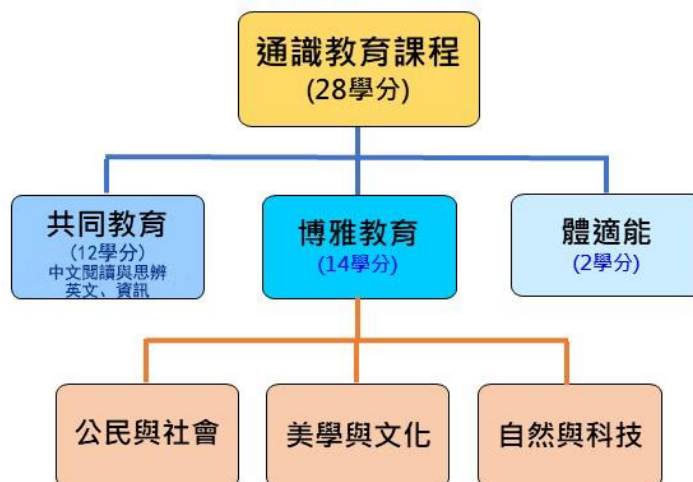 通識教育課程
(28學分)
共同教育
(12學分)
中文閱讀與思辨
英文、資訊
博雅教育
(14學分)
體適能
(2學分)
公民與社會
美學與文化
自然與科技